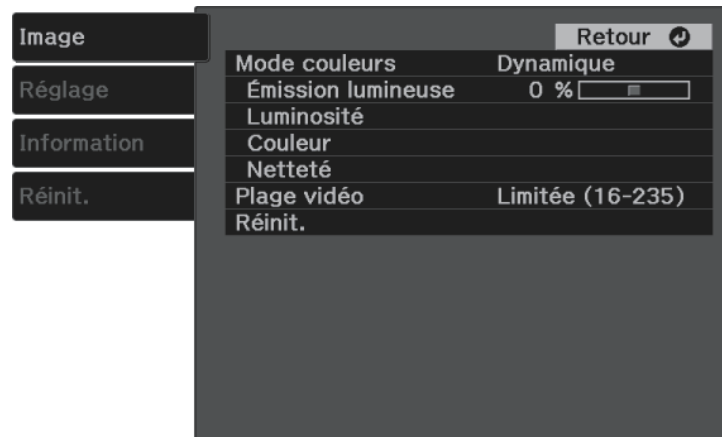 Image
Réglage
Information
Réinit.
Retour
Mode couleurs Dynamique
Émission lumineuse 0 %
Luminosité
Couleur
Netteté
Plage vidéo Limitée (16-235)
Réinit.